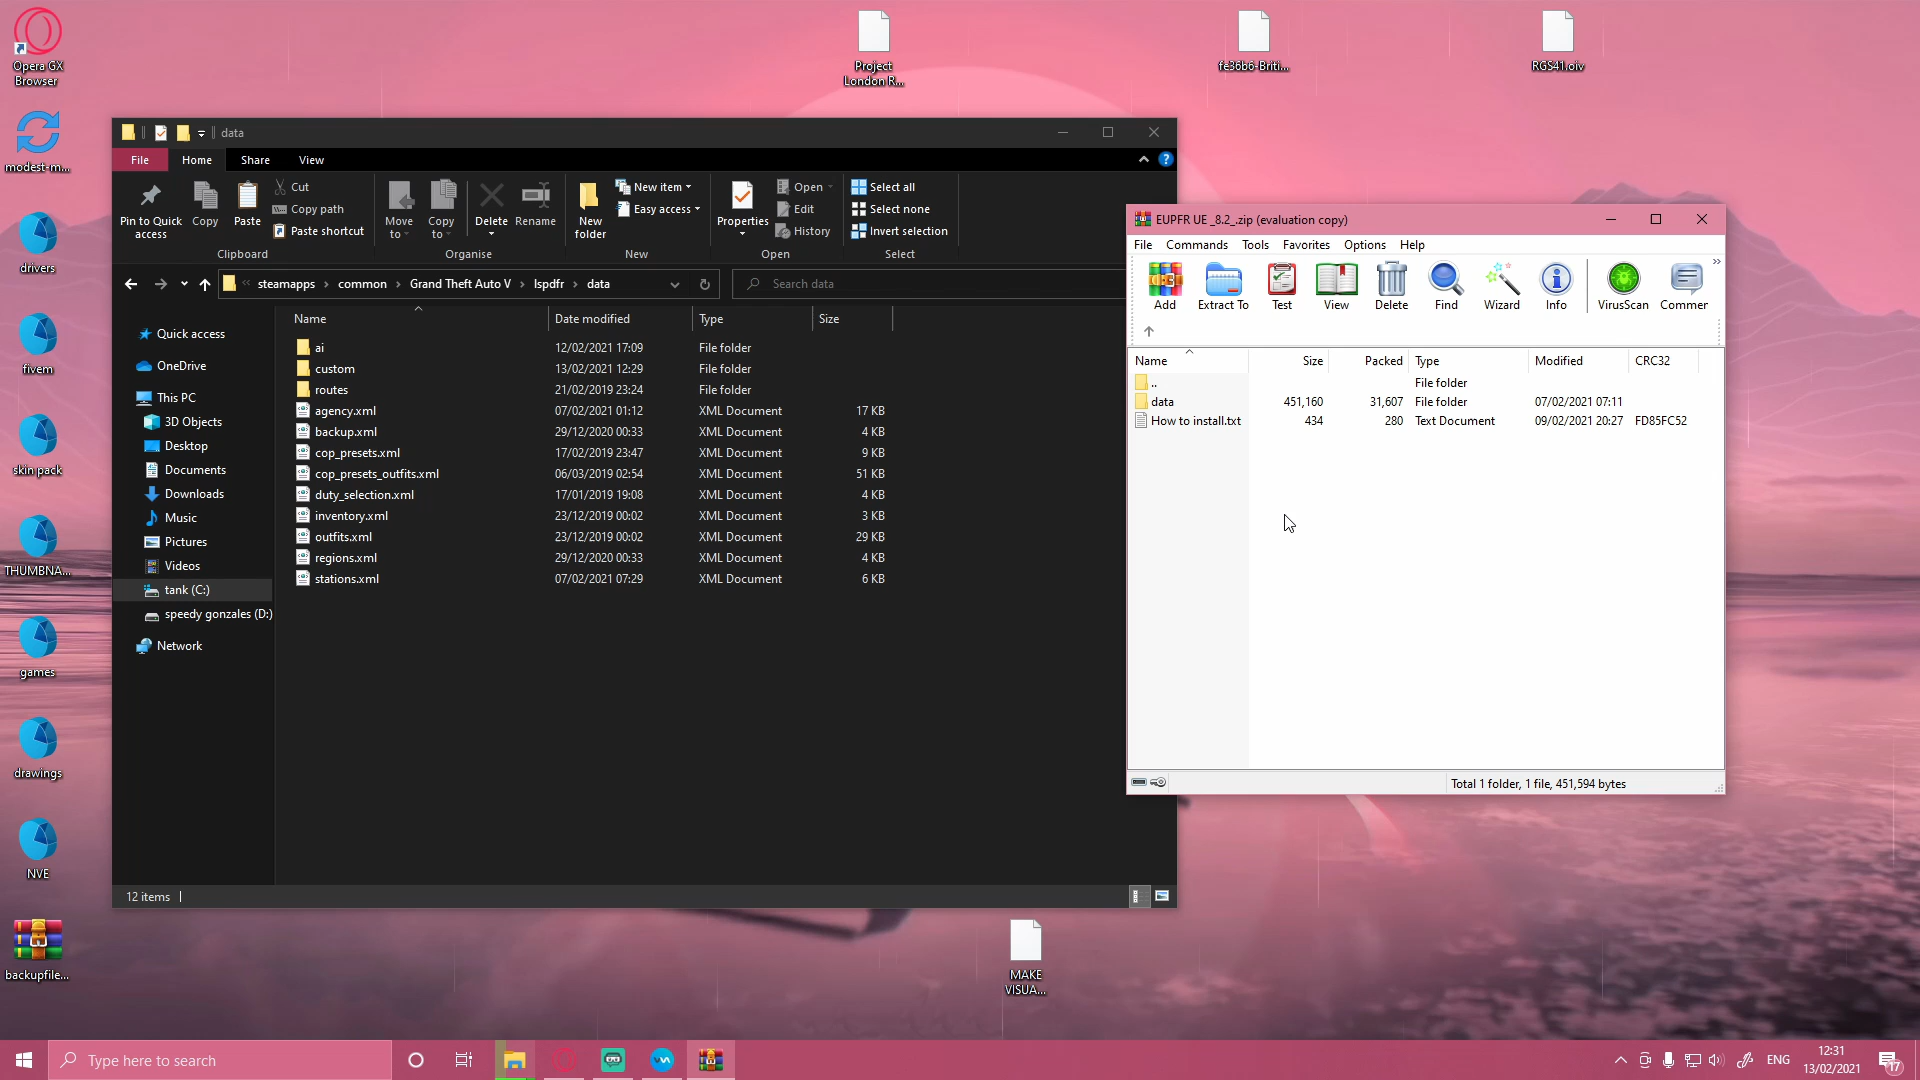 Opera GX
Browser
modest-m...
drivers
fivem
skin pack
THUMBNA...
games
drawings
NVE
backupfile...
Project
London R...
fe36b6-Briti...
RGS41.oiv
MAKE
VISUA...
data
File Home Share View
Pin to Quick
access
Copy
Paste
Cut
Copy path
Paste shortcut
Clipboard
Move
to
Copy
to
Delete
Rename
Organise
New
folder
New item
Easy access
New
Properties
Open
Edit
History
Open
Select all
Select none
Invert selection
Select
« steamapps › common › Grand Theft Auto V › lspdfr › data
Search data
Quick access
OneDrive
This PC
3D Objects
Desktop
Documents
Downloads
Music
Pictures
Videos
tank (C:)
speedy gonzales (D:)
Network
Name Date modified Type Size
ai 12/02/2021 17:09 File folder
custom 13/02/2021 12:29 File folder
routes 21/02/2019 23:24 File folder
agency.xml 07/02/2021 01:12 XML Document 17 KB
backup.xml 29/12/2020 00:33 XML Document 4 KB
cop_presets.xml 17/02/2019 23:47 XML Document 9 KB
cop_presets_outfits.xml 06/03/2019 02:54 XML Document 51 KB
duty_selection.xml 17/01/2019 19:08 XML Document 4 KB
inventory.xml 23/12/2019 00:02 XML Document 3 KB
outfits.xml 23/12/2019 00:02 XML Document 29 KB
regions.xml 29/12/2020 00:33 XML Document 4 KB
stations.xml 07/02/2021 07:29 XML Document 6 KB
12 items
EUPFR UE _8.2_.zip (evaluation copy)
File Commands Tools Favorites Options Help
Add Extract To Test View Delete Find Wizard Info VirusScan Commer
Name Size Packed Type Modified CRC32
.. File folder
data 451,160 31,607 File folder 07/02/2021 07:11
How to install.txt 434 280 Text Document 09/02/2021 20:27 FD85FC52
Total 1 folder, 1 file, 451,594 bytes
Type here to search
ENG
12:31
13/02/2021
17